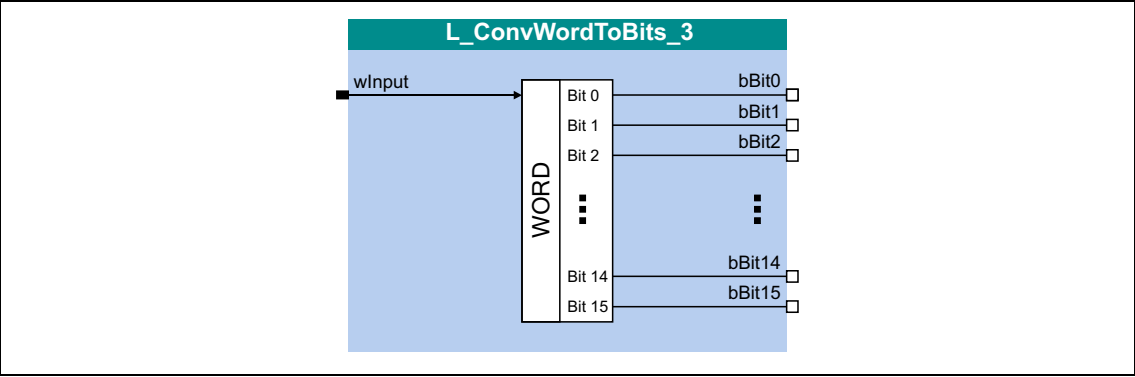 L_ConvWordToBits_3
wInput
WORD
Bit 0
bBit0
Bit 1
bBit1
Bit 2
bBit2
Bit 14
bBit14
Bit 15
bBit15